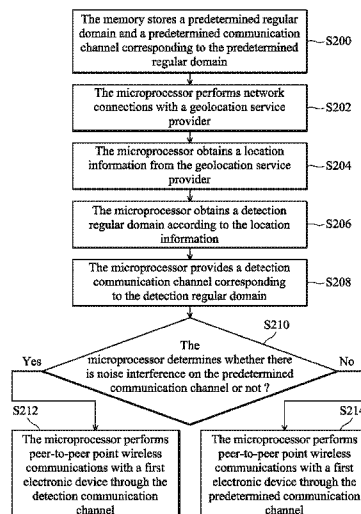 The memory stores a predetermined regular
domain and a predetermined communication
channel corresponding to the predetermined
regular domain
S200
The microprocessor performs network
connections with a geolocation service
provider
S202
The microprocessor obtains a location
information from the geolocation service
provider
S204
The microprocessor obtains a detection
regular domain according to the location
information
S206
The microprocessor provides a detection
communication channel corresponding
to the detection regular domain
S208
S210
The
microprocessor determines whether there
is noise interference on the predetermined
communication channel or not ?
Yes
No
S212
The microprocessor performs
peer-to-peer point wireless
communications with a first
electronic device through the
detection communication
channel
S214
The microprocessor performs
peer-to-peer point wireless
communications with a first
electronic device through the
predetermined communication
channel